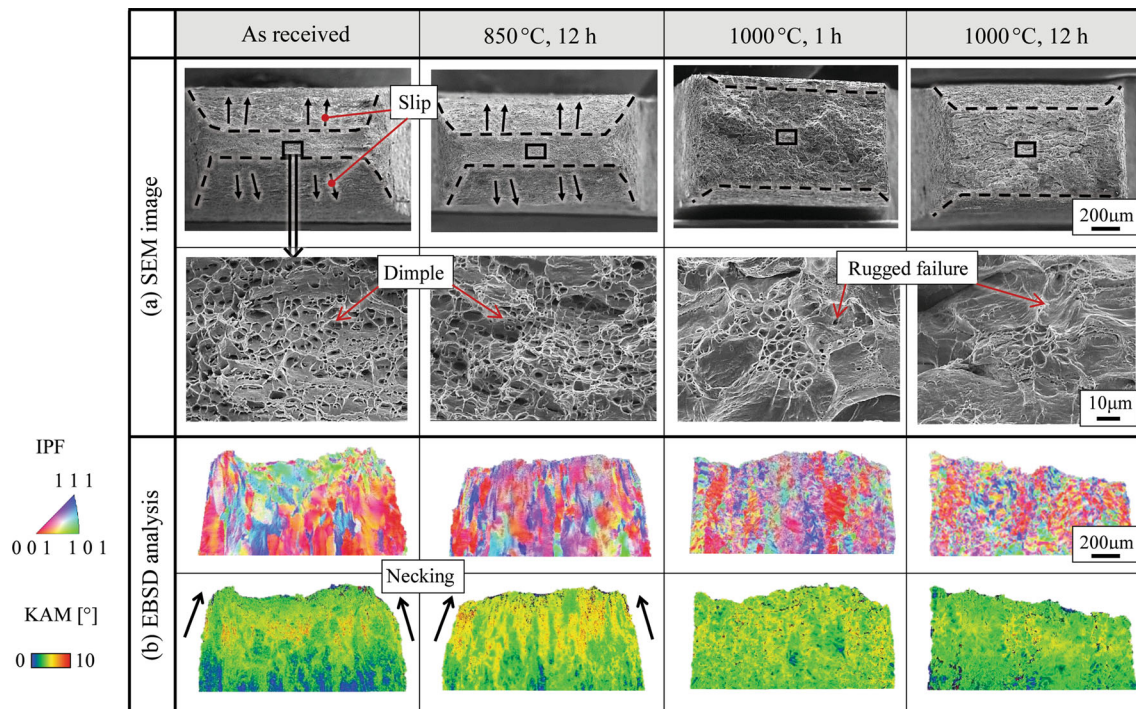 As received
850 °C, 12 h
1000 °C, 1 h
1000 °C, 12 h
(a) SEM image
Slip
200μm
Dimple
Rugged failure
10μm
(b) EBSD analysis
IPF
1 1 1
0 0 1 1 0 1
200μm
Necking
KAM [°]
0 10